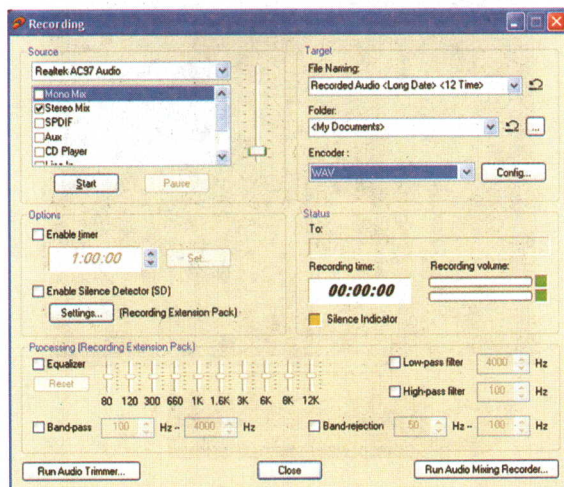 Recording
Source
Realtek AC97 Audio
Mono Mix
Stereo Mix
SPDIF
Aux
CD Player
Line In
Start
Pause
Target
File Naming:
Recorded Audio <Long Date> <12 Time>
Folder:
<My Documents>
...
Encoder :
WAV
Config...
Options
Enable timer
1:00:00
Set...
Enable Silence Detector (SD)
Settings...
(Recording Extension Pack)
Status
To:
Recording time:
Recording volume:
00:00:00
Silence Indicator
Processing (Recording Extension Pack)
Equalizer
Reset
80 120 300 660 1K 1.6K 3K 6K 8K 12K
Low-pass filter 4000 Hz
High-pass filter 100 Hz
Band-pass 100 Hz -- 4000 Hz
Band-rejection 50 Hz -- 100 Hz
Run Audio Trimmer...
Close
Run Audio Mixing Recorder...